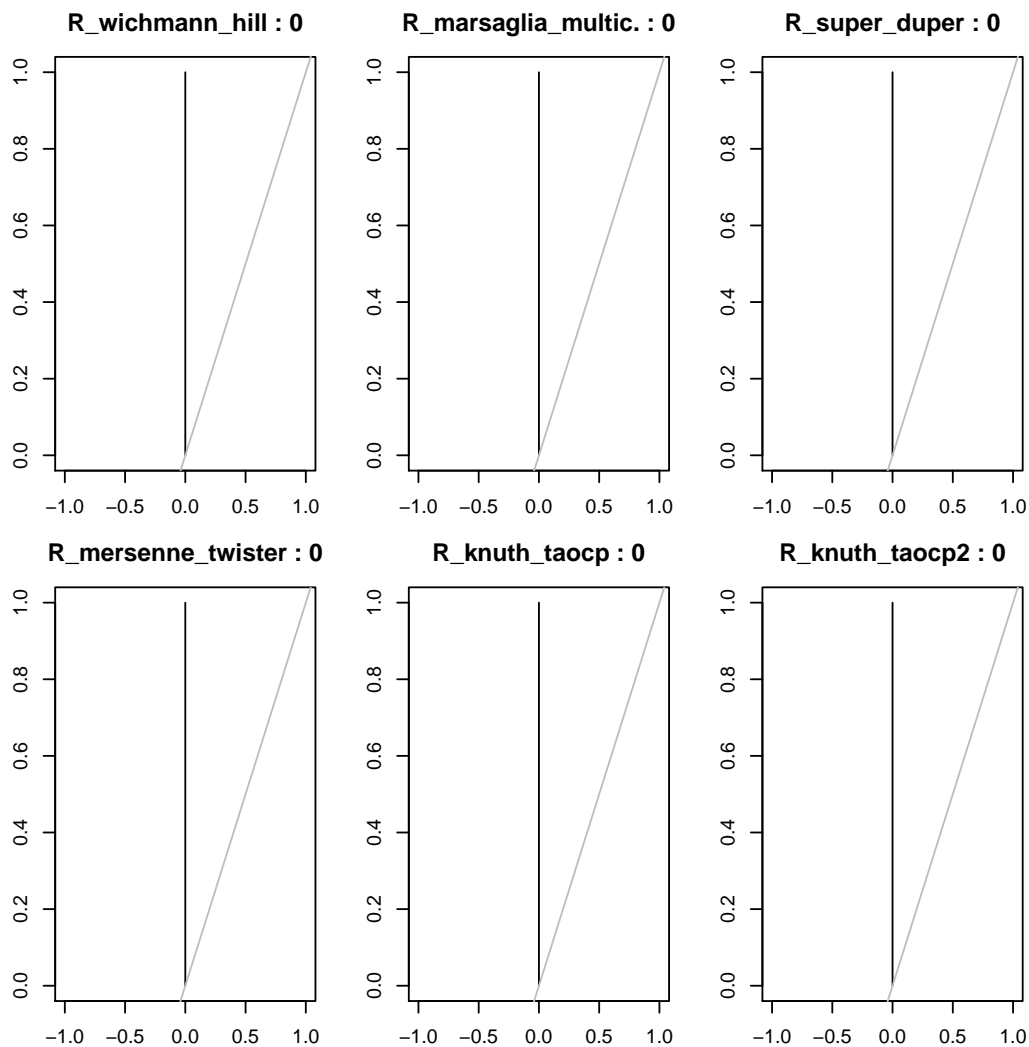 R_wichmann_hill : 0 R_marsaglia_multic. : 0 R_super_duper : 0
1.0 1.0 1.0
0.8 0.8 0.8
0.6 0.6 0.6
0.4 0.4 0.4
0.2 0.2 0.2
0.0 0.0 0.0
−1.0 −0.5 0.0 0.5 1.0 −1.0 −0.5 0.0 0.5 1.0 −1.0 −0.5 0.0 0.5 1.0
R_mersenne_twister : 0 R_knuth_taocp : 0 R_knuth_taocp2 : 0
1.0 1.0 1.0
0.8 0.8 0.8
0.6 0.6 0.6
0.4 0.4 0.4
0.2 0.2 0.2
0.0 0.0 0.0
−1.0 −0.5 0.0 0.5 1.0 −1.0 −0.5 0.0 0.5 1.0 −1.0 −0.5 0.0 0.5 1.0